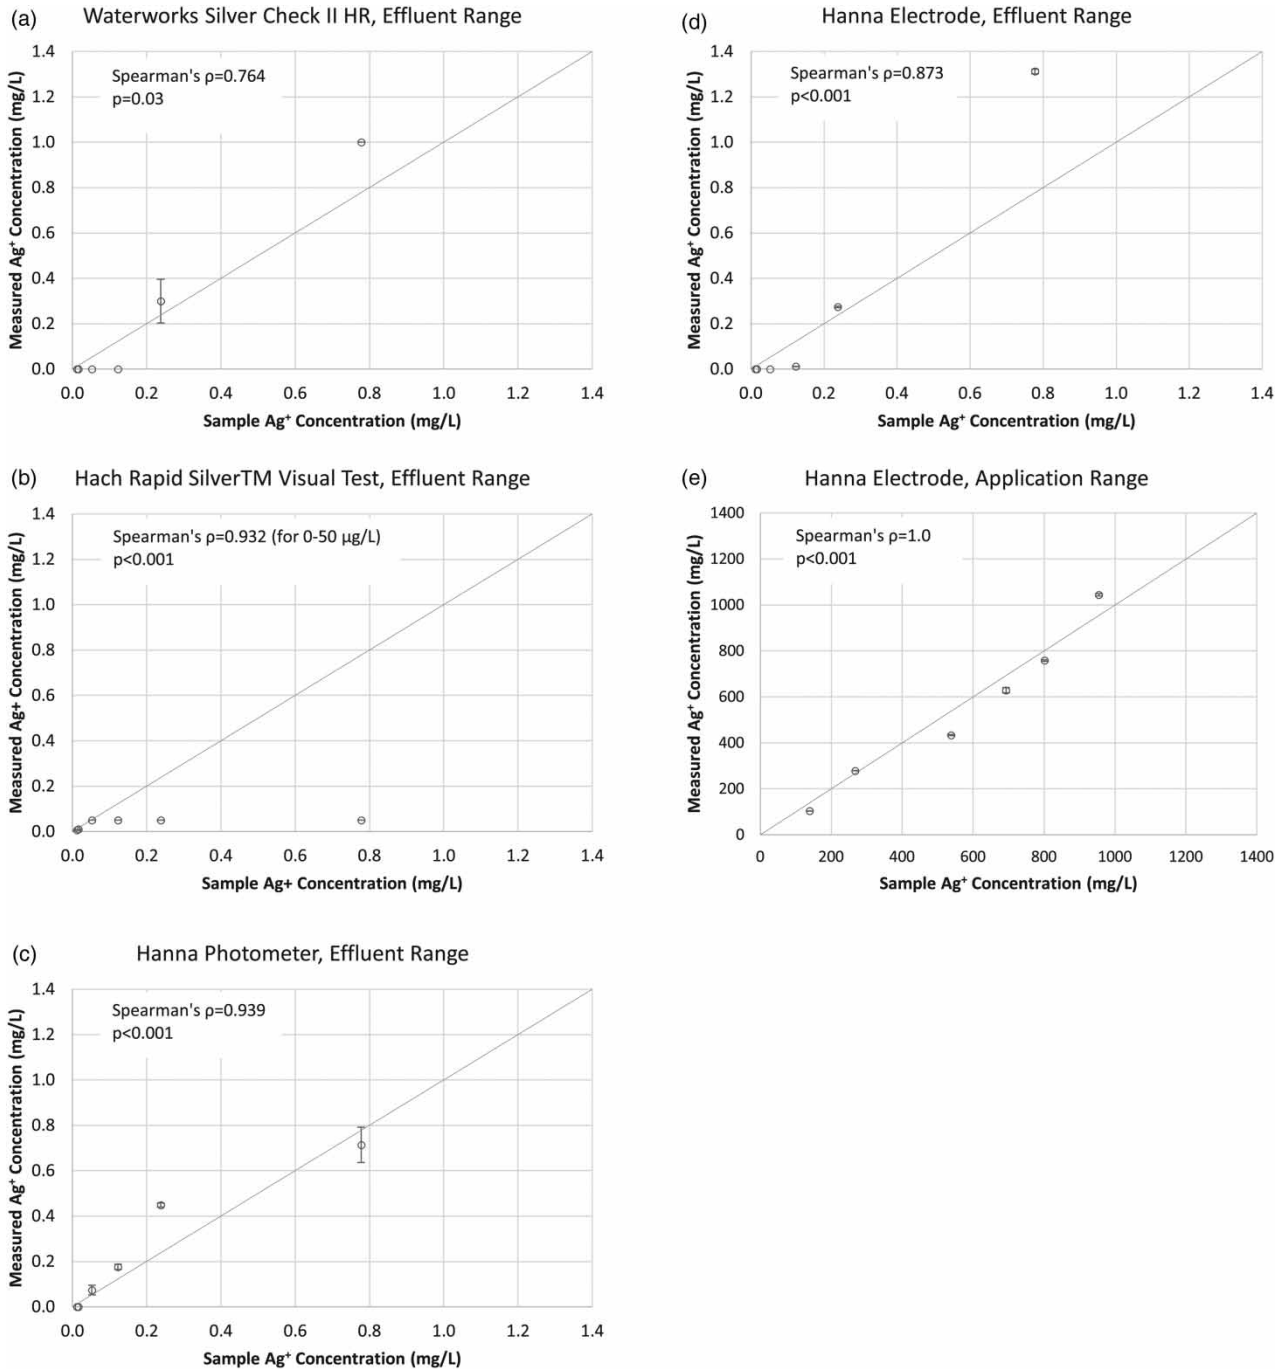 (a)
Waterworks Silver Check II HR, Effluent Range
Measured Ag⁺ Concentration (mg/L)
1.4
1.2
1.0
0.8
0.6
0.4
0.2
0.0
Spearman's ρ=0.764
p=0.03
0.0 0.2 0.4 0.6 0.8 1.0 1.2 1.4
Sample Ag⁺ Concentration (mg/L)
(b)
Hach Rapid SilverTM Visual Test, Effluent Range
Measured Ag+ Concentration (mg/L)
1.4
1.2
1.0
0.8
0.6
0.4
0.2
0.0
Spearman's ρ=0.932 (for 0-50 µg/L)
p<0.001
0.0 0.2 0.4 0.6 0.8 1.0 1.2 1.4
Sample Ag+ Concentration (mg/L)
(c)
Hanna Photometer, Effluent Range
Measured Ag⁺ Concentration (mg/L)
1.4
1.2
1.0
0.8
0.6
0.4
0.2
0.0
Spearman's ρ=0.939
p<0.001
0.0 0.2 0.4 0.6 0.8 1.0 1.2 1.4
Sample Ag⁺ Concentration (mg/L)
(d)
Hanna Electrode, Effluent Range
Measured Ag⁺ Concentration (mg/L)
1.4
1.2
1.0
0.8
0.6
0.4
0.2
0.0
Spearman's ρ=0.873
p<0.001
0.0 0.2 0.4 0.6 0.8 1.0 1.2 1.4
Sample Ag⁺ Concentration (mg/L)
(e)
Hanna Electrode, Application Range
Measured Ag⁺ Concentration (mg/L)
1400
1200
1000
800
600
400
200
0
Spearman's ρ=1.0
p<0.001
0 200 400 600 800 1000 1200 1400
Sample Ag⁺ Concentration (mg/L)